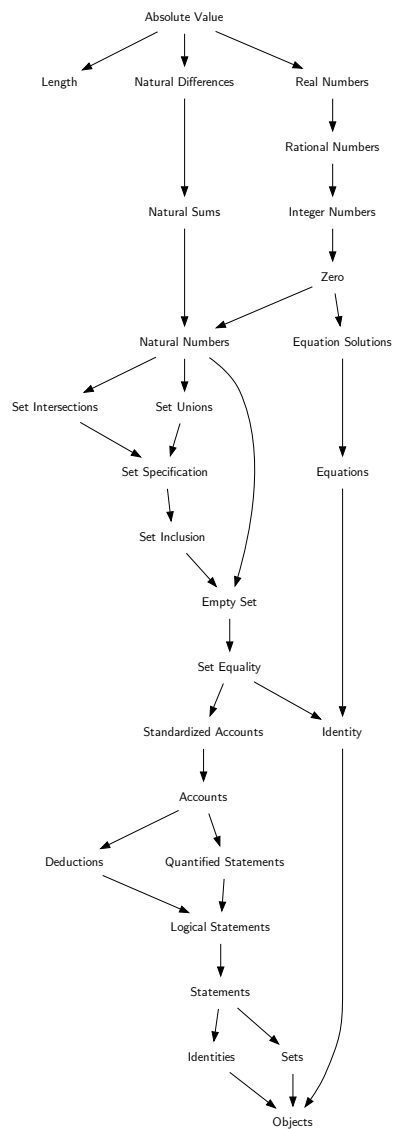 Absolute Value
Length
Natural Differences
Real Numbers
Rational Numbers
Natural Sums
Integer Numbers
Zero
Natural Numbers
Equation Solutions
Set Intersections
Set Unions
Set Specification
Equations
Set Inclusion
Empty Set
Set Equality
Standardized Accounts
Identity
Accounts
Deductions
Quantified Statements
Logical Statements
Statements
Identities
Sets
Objects